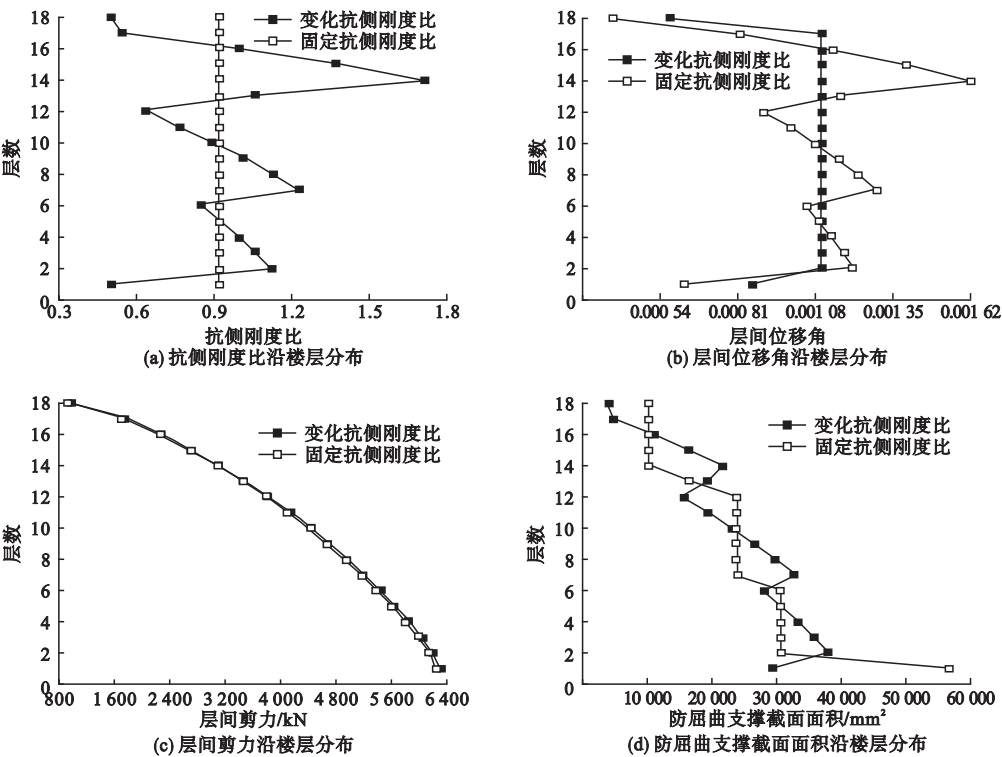 18
16
14
12
10
8
6
4
2
0
层数
变化抗侧刚度比
固定抗侧刚度比
0.3 0.6 0.9 1.2 1.5 1.8
抗侧刚度比
(a) 抗侧刚度比沿楼层分布
18
16
14
12
10
8
6
4
2
0
层数
变化抗侧刚度比
固定抗侧刚度比
0.000 54 0.000 81 0.001 08 0.001 35 0.001 62
层间位移角
(b) 层间位移角沿楼层分布
18
16
14
12
10
8
6
4
2
0
层数
变化抗侧刚度比
固定抗侧刚度比
800 1 600 2 400 3 200 4 000 4 800 5 600 6 400
层间剪力/kN
(c) 层间剪力沿楼层分布
18
16
14
12
10
8
6
4
2
0
层数
变化抗侧刚度比
固定抗侧刚度比
10 000 20 000 30 000 40 000 50 000 60 000
防屈曲支撑截面面积/mm²
(d) 防屈曲支撑截面面积沿楼层分布